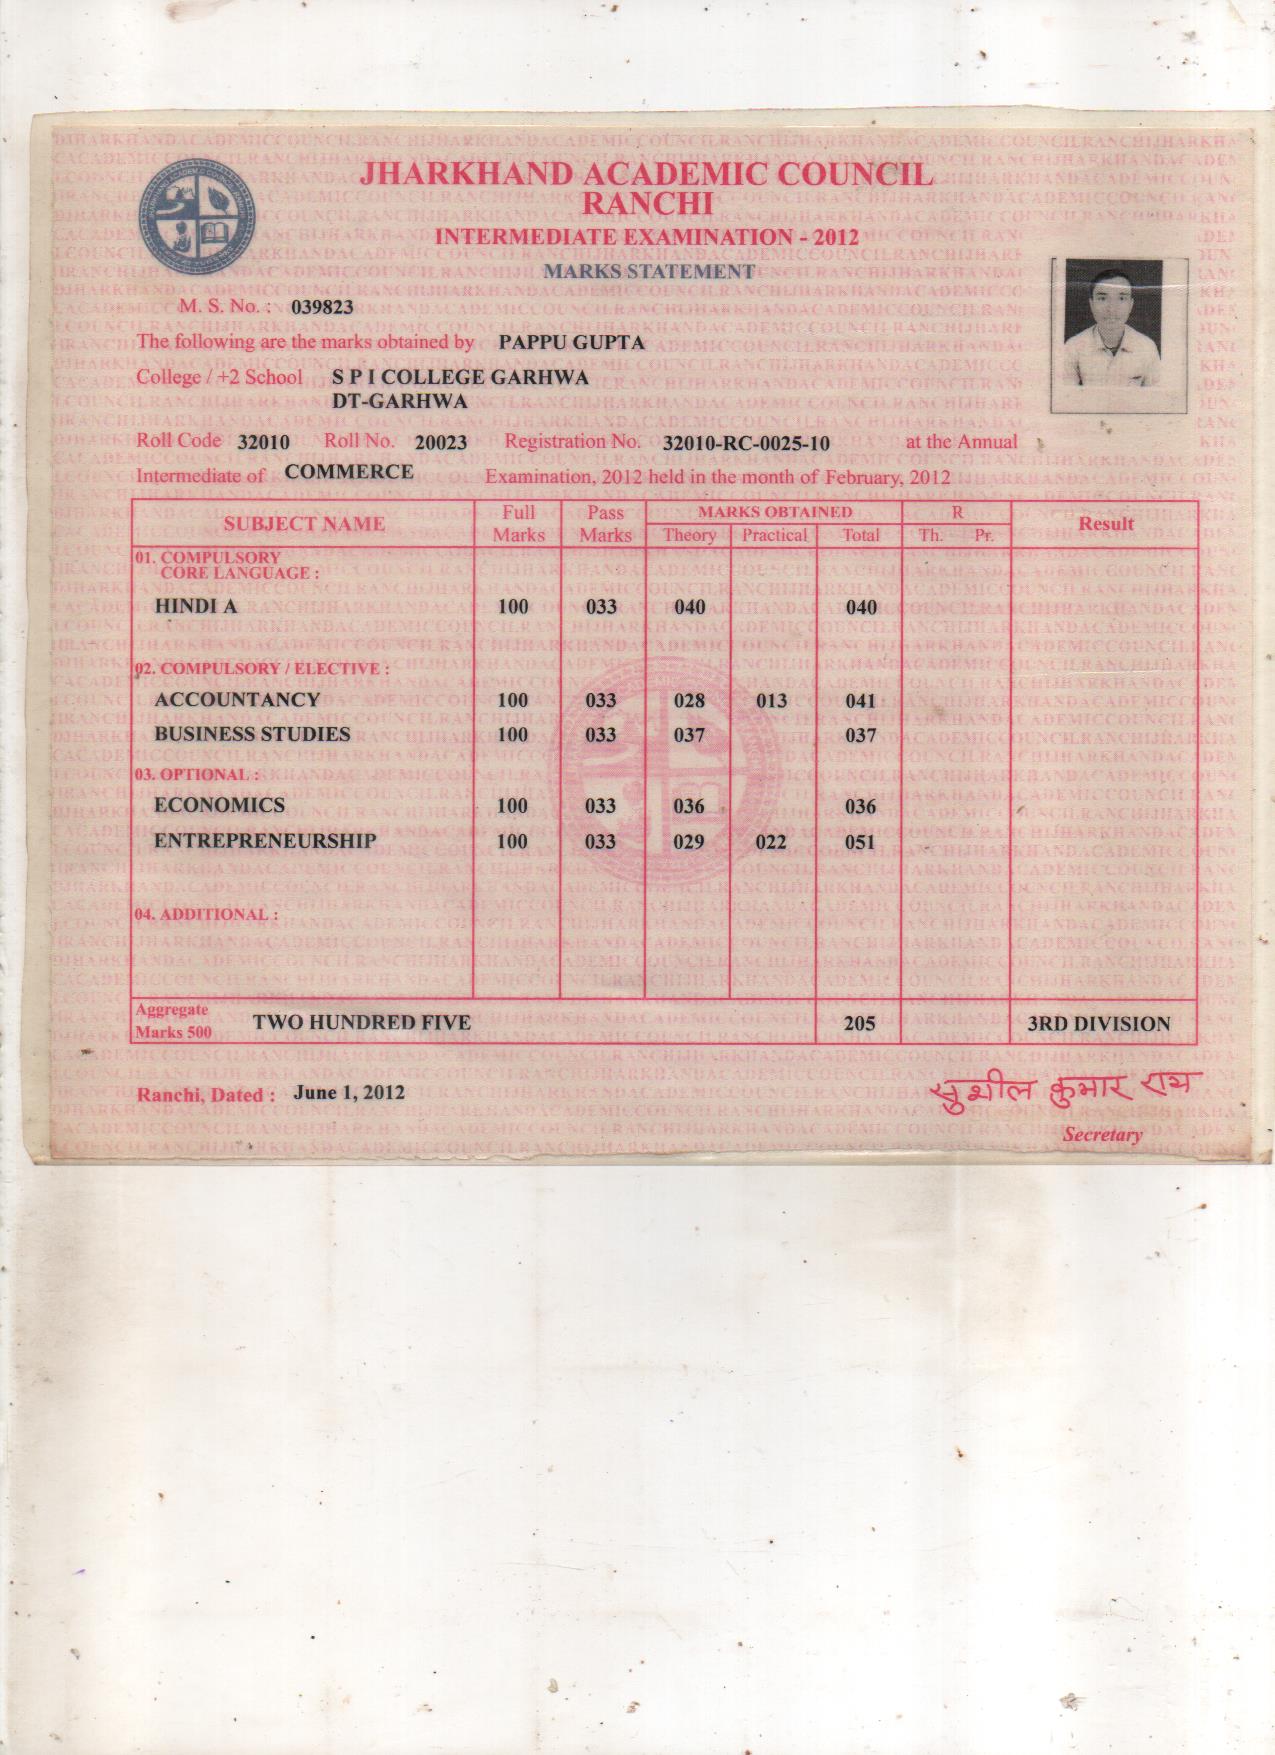 JHARKHAND ACADEMIC COUNCIL
RANCHI
INTERMEDIATE EXAMINATION - 2012
MARKS STATEMENT
M. S. No. : 039823
The following are the marks obtained by PAPPU GUPTA
College / +2 School S P I COLLEGE GARHWA
DT-GARHWA
Roll Code 32010 Roll No. 20023 Registration No. 32010-RC-0025-10 at the Annual
Intermediate of COMMERCE Examination, 2012 held in the month of February, 2012
SUBJECT NAME Full Marks Pass Marks MARKS OBTAINED R Result
Theory Practical Total Th. Pr.
01. COMPULSORY
CORE LANGUAGE :
HINDI A 100 033 040 040
02. COMPULSORY / ELECTIVE :
ACCOUNTANCY 100 033 028 013 041
BUSINESS STUDIES 100 033 037 037
03. OPTIONAL :
ECONOMICS 100 033 036 036
ENTREPRENEURSHIP 100 033 029 022 051
04. ADDITIONAL :
Aggregate
Marks 500 TWO HUNDRED FIVE 205 3RD DIVISION
Ranchi, Dated : June 1, 2012
सुशील कुमार राय
Secretary